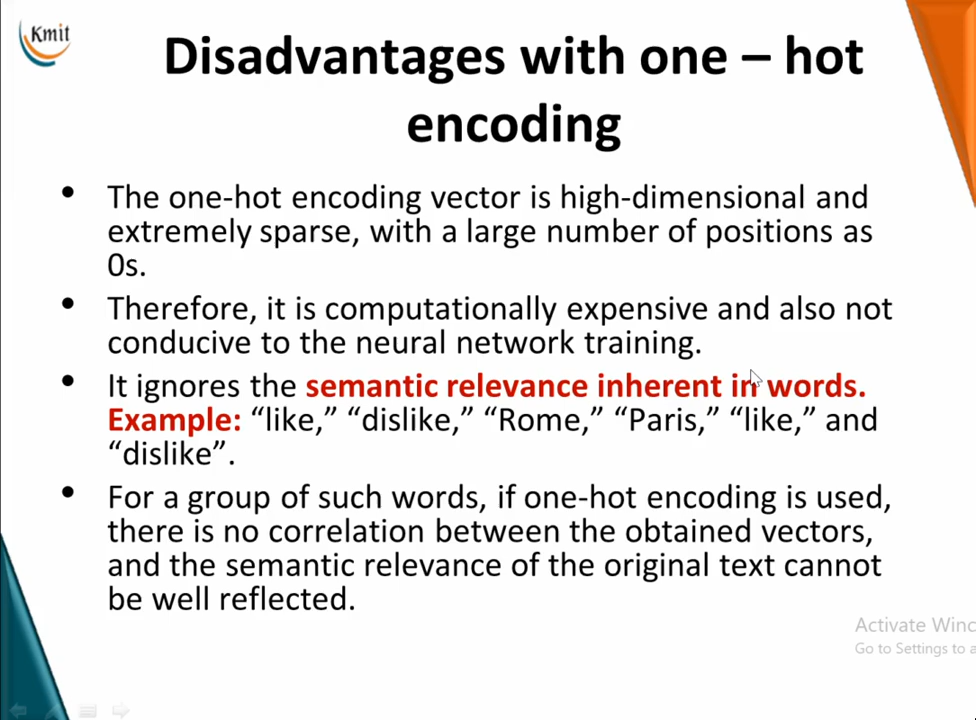 Kmit
Disadvantages with one – hot
encoding
• The one-hot encoding vector is high-dimensional and
extremely sparse, with a large number of positions as
0s.
• Therefore, it is computationally expensive and also not
conducive to the neural network training.
• It ignores the semantic relevance inherent in words.
Example: “like,” “dislike,” “Rome,” “Paris,” “like,” and
“dislike”.
• For a group of such words, if one-hot encoding is used,
there is no correlation between the obtained vectors,
and the semantic relevance of the original text cannot
be well reflected.
Activate Winc
Go to Settings to a